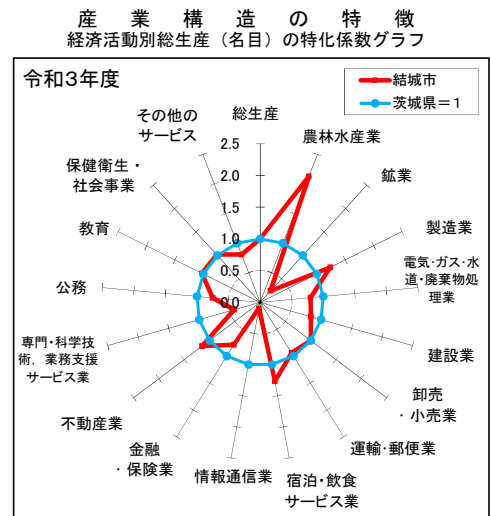 産業構造の特徴
経済活動別総生産（名目）の特化係数グラフ
令和3年度
結城市
茨城県＝1
総生産
農林水産業
鉱業
製造業
電気・ガス・水
道・廃棄物処
理業
建設業
卸売
・小売業
運輸・郵便業
宿泊・飲食
サービス業
情報通信業
金融
・保険業
不動産業
専門・科学技
術，業務支援
サービス業
公務
教育
保健衛生・
社会事業
その他の
サービス
2.5
2.0
1.5
1.0
0.5
0.0